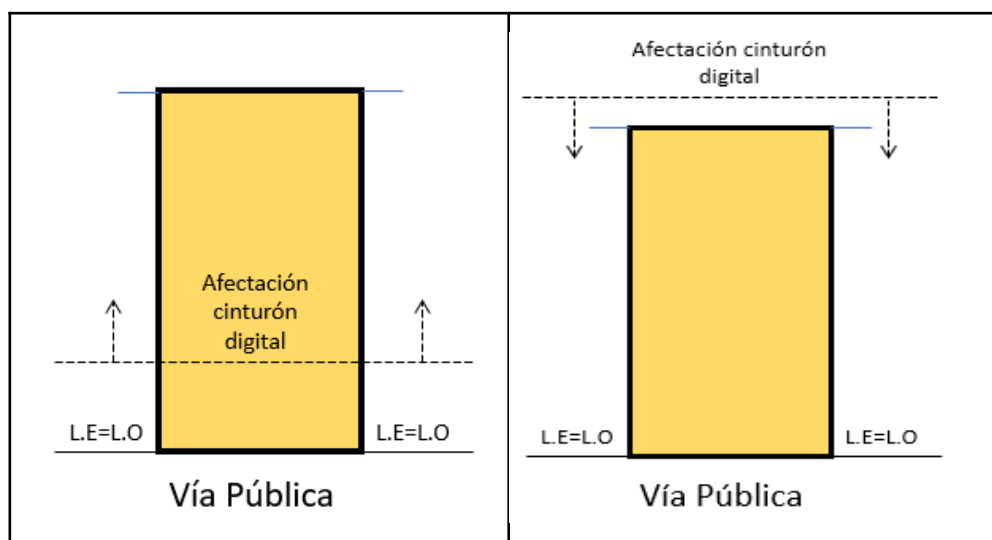 Afectación
cinturón
digital
L.E=L.O
L.E=L.O
Vía Pública
Afectación cinturón
digital
L.E=L.O
L.E=L.O
Vía Pública